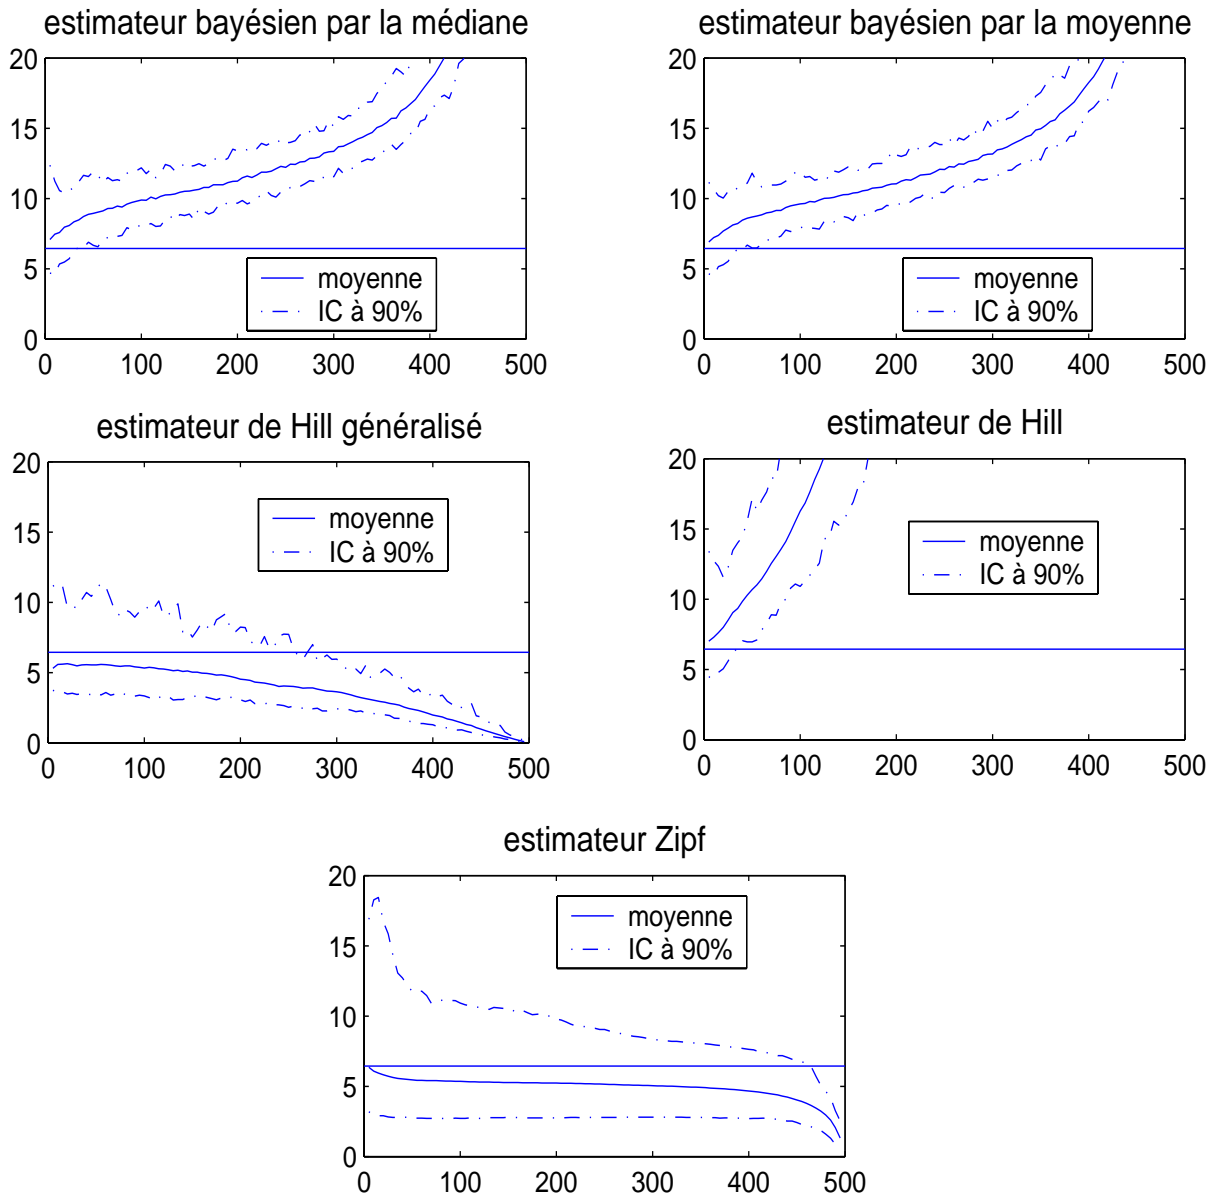 estimateur bayésien par la médiane
20
15
10
5
0
moyenne
IC à 90%
0 100 200 300 400 500
estimateur bayésien par la moyenne
20
15
10
5
0
moyenne
IC à 90%
0 100 200 300 400 500
estimateur de Hill généralisé
20
15
10
5
0
moyenne
IC à 90%
0 100 200 300 400 500
estimateur de Hill
20
15
10
5
0
moyenne
IC à 90%
0 100 200 300 400 500
estimateur Zipf
20
15
10
5
0
moyenne
IC à 90%
0 100 200 300 400 500